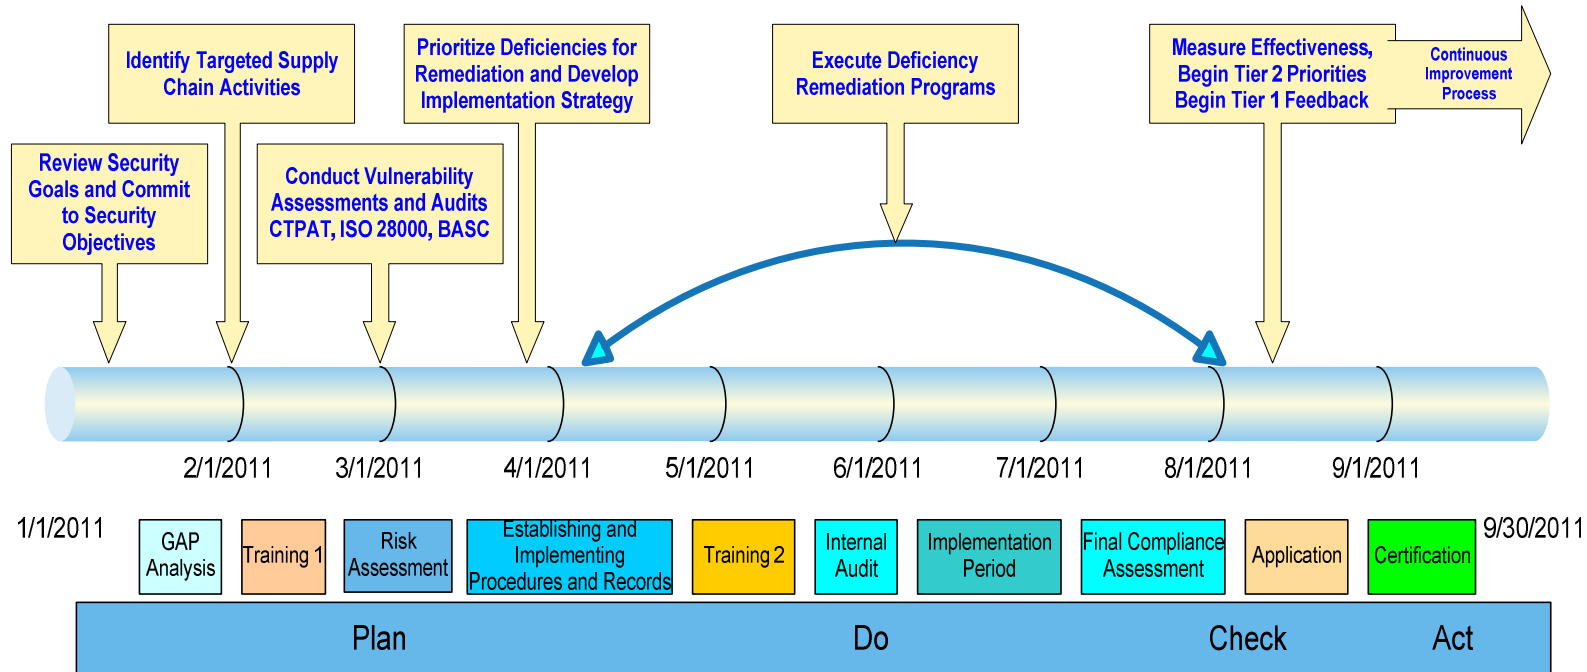 Identify Targeted Supply
Chain Activities
Prioritize Deficiencies for
Remediation and Develop
Implementation Strategy
Execute Deficiency
Remediation Programs
Measure Effectiveness,
Begin Tier 2 Priorities
Begin Tier 1 Feedback
Continuous
Improvement
Process
Review Security
Goals and Commit
to Security
Objectives
Conduct Vulnerability
Assessments and Audits
CTPAT, ISO 28000, BASC
2/1/2011
3/1/2011
4/1/2011
5/1/2011
6/1/2011
7/1/2011
8/1/2011
9/1/2011
1/1/2011
GAP
Analysis
Training 1
Risk
Assessment
Establishing and
Implementing
Procedures and Records
Training 2
Internal
Audit
Implementation
Period
Final Compliance
Assessment
Application
Certification
9/30/2011
Plan
Do
Check
Act